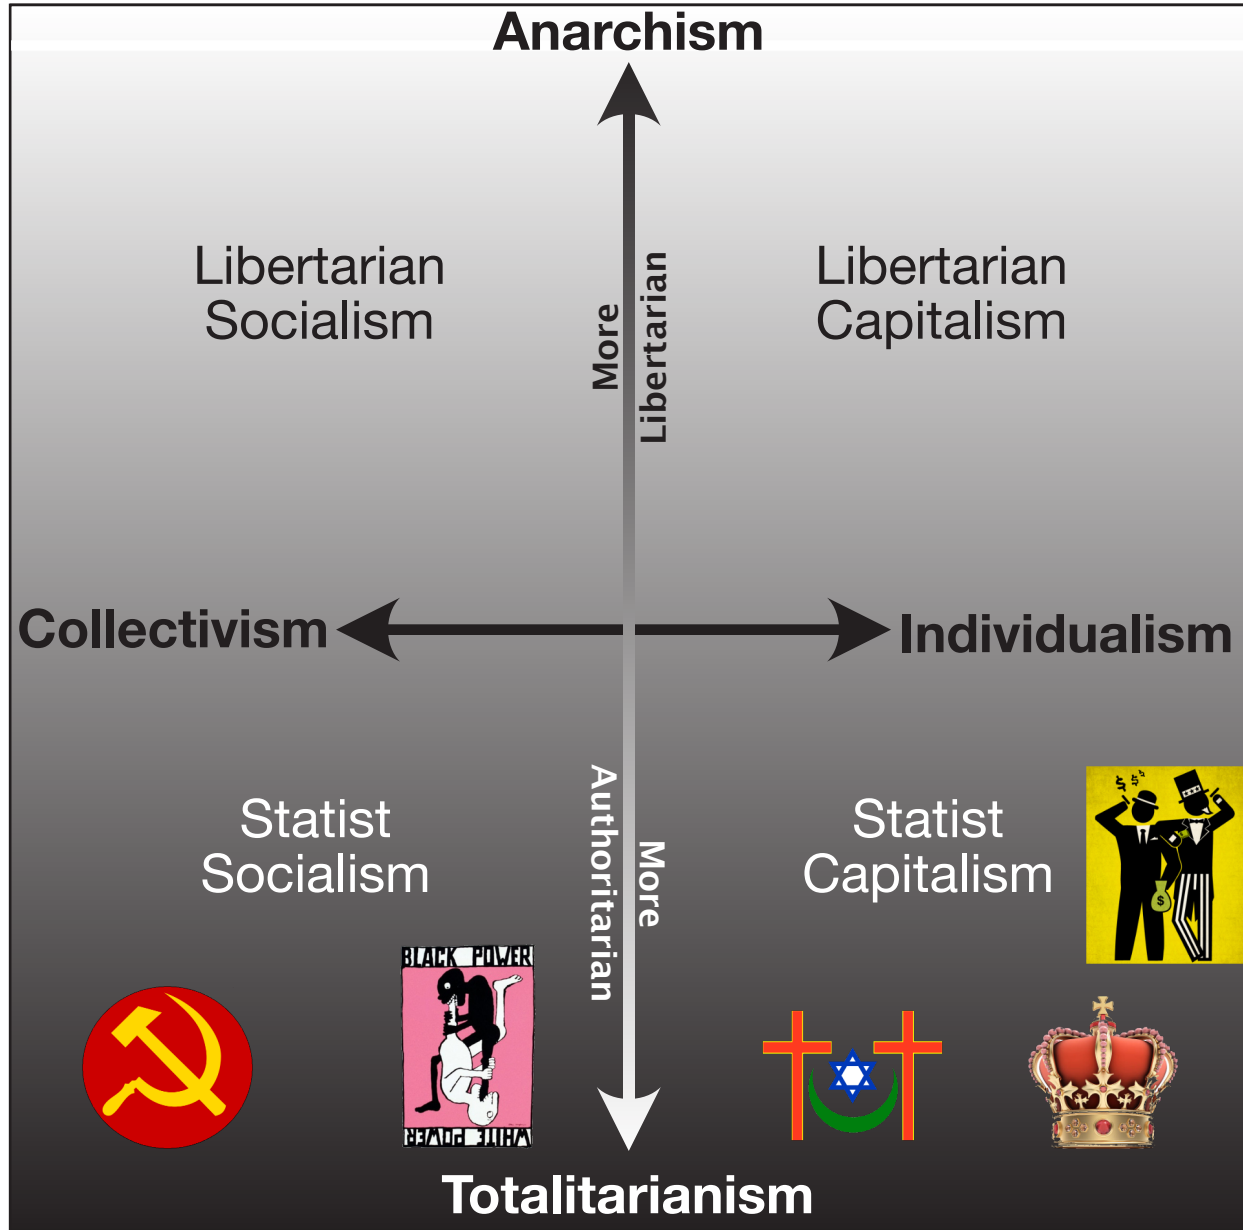 Anarchism
Libertarian
Socialism
More
Libertarian
Libertarian
Capitalism
Collectivism
Individualism
Statist
Socialism
Authoritarian
More
Statist
Capitalism
$ $ $
$
BLACK POWER
WHITE POWER
Totalitarianism